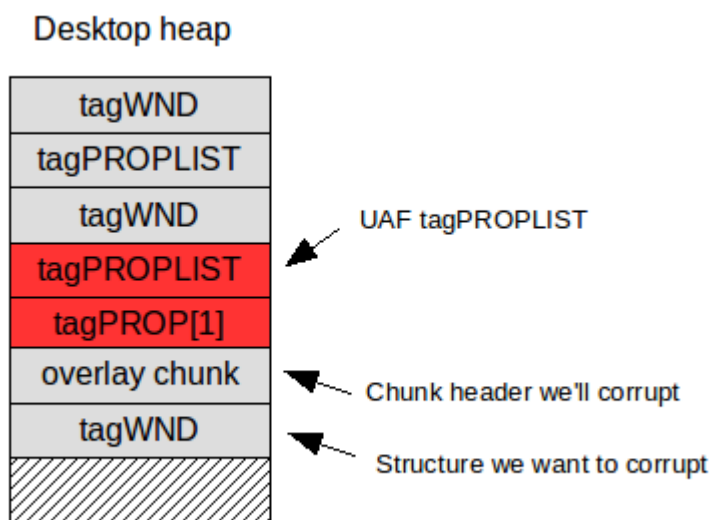 Desktop heap
tagWND
tagPROPLIST
tagWND
UAF tagPROPLIST
tagPROPLIST
tagPROP[1]
overlay chunk
Chunk header we'll corrupt
tagWND
Structure we want to corrupt